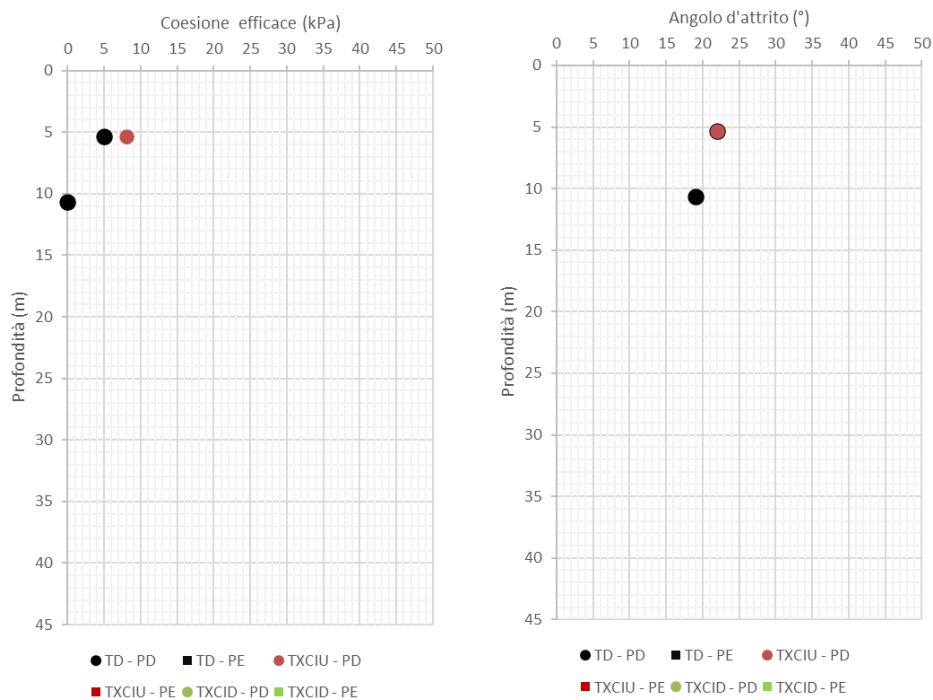 Coesione efficace (kPa)
0 5 10 15 20 25 30 35 40 45 50
0
5
10
15
20
25
30
35
40
45
Profondità (m)
TD - PD TD - PE TXCIU - PD
TXCIU - PE TXCID - PD TXCID - PE
Angolo d'attrito (°)
0 5 10 15 20 25 30 35 40 45 50
0
5
10
15
20
25
30
35
40
45
Profondità (m)
TD - PD TD - PE TXCIU - PD
TXCIU - PE TXCID - PD TXCID - PE